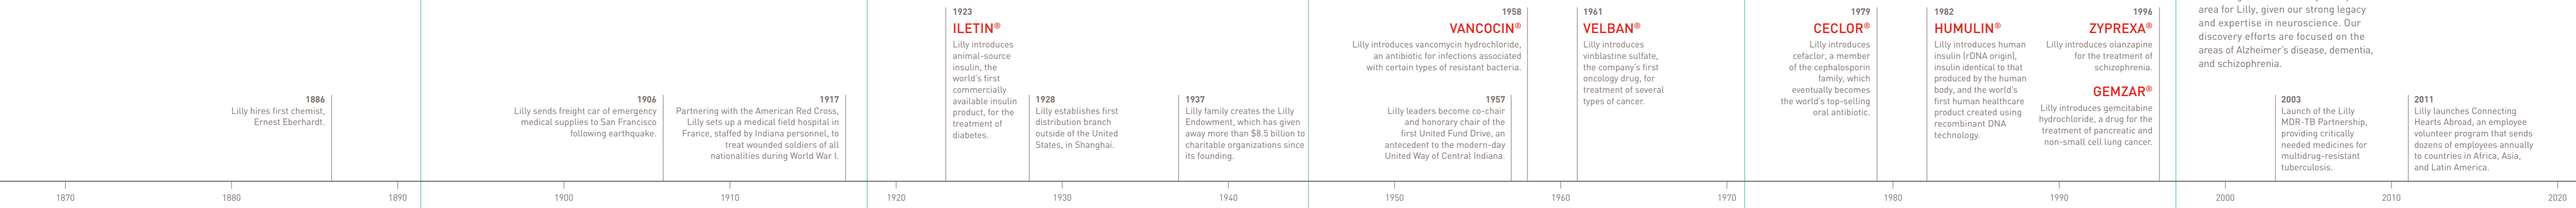 1886
Lilly hires first chemist,
Ernest Eberhardt.
1906
Lilly sends freight car of emergency
medical supplies to San Francisco
following earthquake.
1917
Partnering with the American Red Cross,
Lilly sets up a medical field hospital in
France, staffed by Indiana personnel, to
treat wounded soldiers of all
nationalities during World War I.
1923
ILETIN®
Lilly introduces
animal-source
insulin, the
world's first
commercially
available insulin
product, for the
treatment of
diabetes.
1928
Lilly establishes first
distribution branch
outside of the United
States, in Shanghai.
1937
Lilly family creates the Lilly
Endowment, which has given
away more than $8.5 billion to
charitable organizations since
its founding.
1958
VANCOCIN®
Lilly introduces vancomycin hydrochloride,
an antibiotic for infections associated
with certain types of resistant bacteria.
1957
Lilly leaders become co-chair
and honorary chair of the
first United Fund Drive, an
antecedent to the modern-day
United Way of Central Indiana.
1961
VELBAN®
Lilly introduces
vinblastine sulfate,
the company's first
oncology drug, for
treatment of several
types of cancer.
1979
CECLOR®
Lilly introduces
cefaclor, a member
of the cephalosporin
family, which
eventually becomes
the world's top-selling
oral antibiotic.
1982
HUMULIN®
Lilly introduces human
insulin (rDNA origin),
insulin identical to that
produced by the human
body, and the world's
first human healthcare
product created using
recombinant DNA
technology.
1996
ZYPREXA®
Lilly introduces olanzapine
for the treatment of
schizophrenia.
GEMZAR®
Lilly introduces gemcitabine
hydrochloride, a drug for the
treatment of pancreatic and
non-small cell lung cancer.
area for Lilly, given our strong legacy
and expertise in neuroscience. Our
discovery efforts are focused on the
areas of Alzheimer's disease, dementia,
and schizophrenia.
2003
Launch of the Lilly
MDR-TB Partnership,
providing critically
needed medicines for
multidrug-resistant
tuberculosis.
2011
Lilly launches Connecting
Hearts Abroad, an employee
volunteer program that sends
dozens of employees annually
to countries in Africa, Asia,
and Latin America.
1870 1880 1890 1900 1910 1920 1930 1940 1950 1960 1970 1980 1990 2000 2010 2020